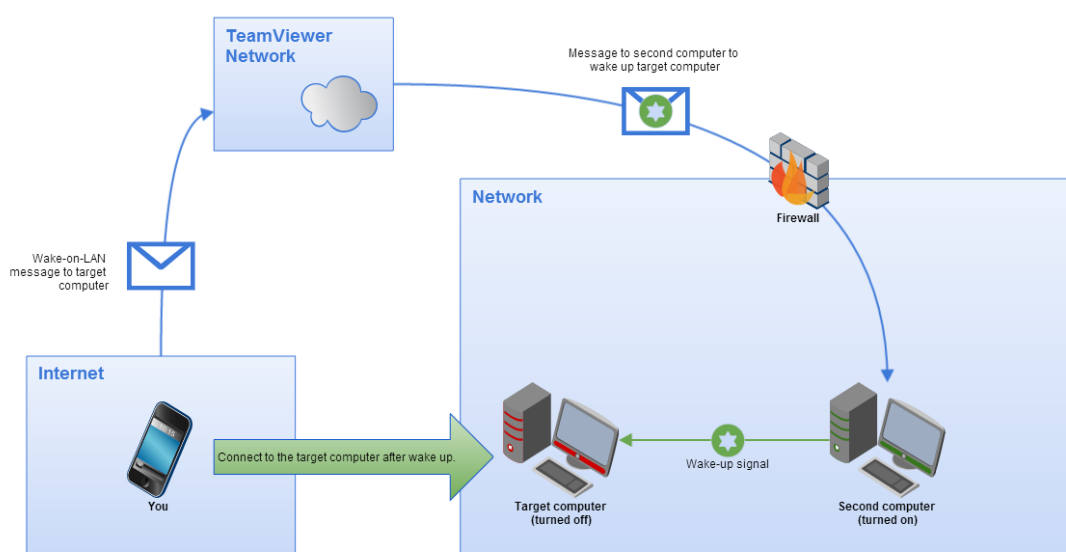 TeamViewer
Network
Message to second computer to
wake up target computer
Network
Firewall
Wake-on-LAN
message to target
computer
Internet
Connect to the target computer after wake up.
Wake-up signal
You
Target computer
(turned off)
Second computer
(turned on)